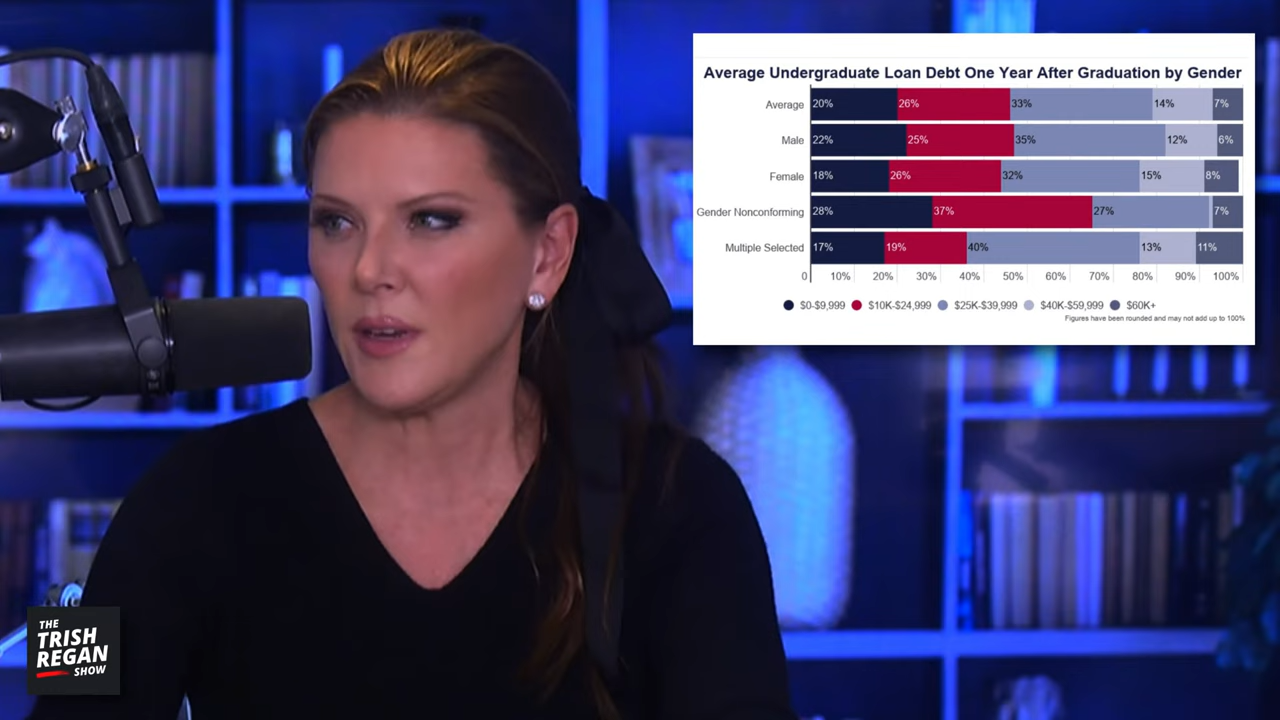 Average Undergraduate Loan Debt One Year After Graduation by Gender
Average 20% 26% 33% 14% 7%
Male 22% 25% 35% 12% 6%
Female 18% 26% 32% 15% 8%
Gender Nonconforming 28% 37% 27% 7%
Multiple Selected 17% 19% 40% 13% 11%
0 10% 20% 30% 40% 50% 60% 70% 80% 90% 100%
$0-$9,999 $10K-$24,999 $25K-$39,999 $40K-$59,999 $60K+
Figures have been rounded and may not add up to 100%
THE
TRISH
REGAN
SHOW